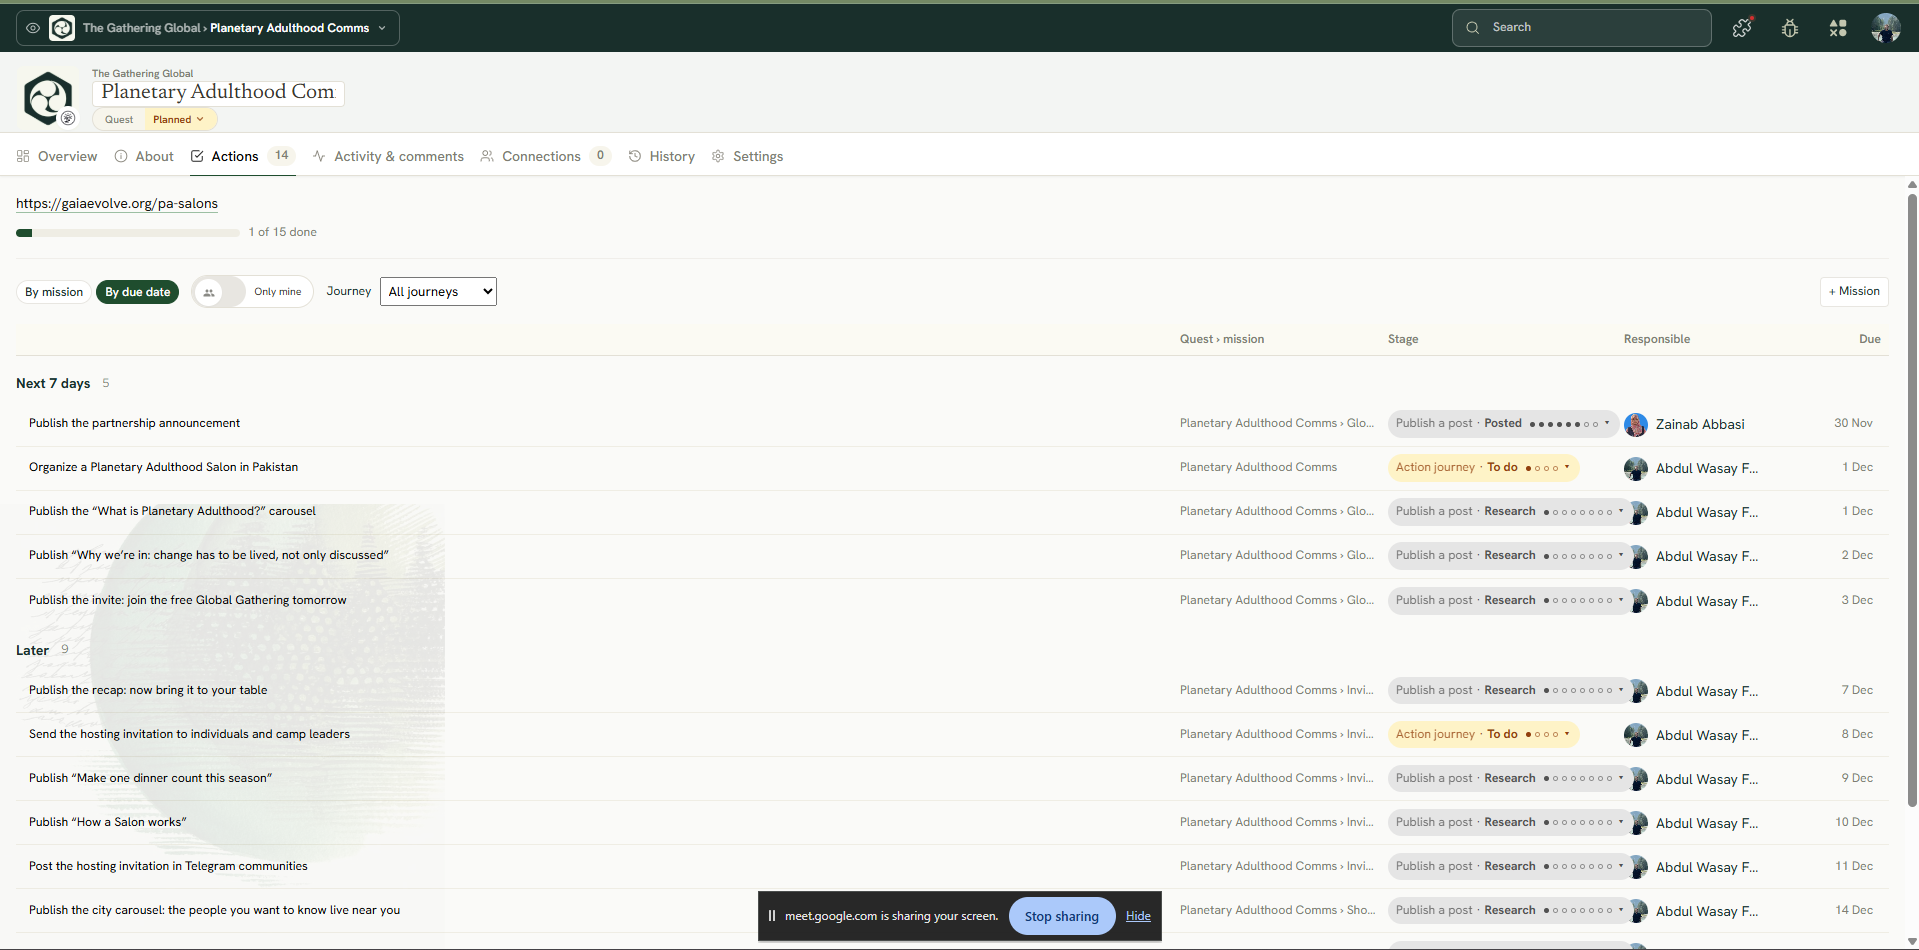 The Gathering Global › Planetary Adulthood Comms
Search
The Gathering Global
Planetary Adulthood Com
Quest Planned
Overview About Actions 14 Activity & comments Connections 0 History Settings
https://gaiaevolve.org/pa-salons
1 of 15 done
By mission By due date Only mine Journey All journeys + Mission
Quest › mission Stage Responsible Due
Next 7 days 5
Publish the partnership announcement Planetary Adulthood Comms › Glo... Publish a post · Posted Zainab Abbasi 30 Nov
Organize a Planetary Adulthood Salon in Pakistan Planetary Adulthood Comms Action journey · To do Abdul Wasay F... 1 Dec
Publish the “What is Planetary Adulthood?” carousel Planetary Adulthood Comms › Glo... Publish a post · Research Abdul Wasay F... 1 Dec
Publish “Why we’re in: change has to be lived, not only discussed” Planetary Adulthood Comms › Glo... Publish a post · Research Abdul Wasay F... 2 Dec
Publish the invite: join the free Global Gathering tomorrow Planetary Adulthood Comms › Glo... Publish a post · Research Abdul Wasay F... 3 Dec
Later 9
Publish the recap: now bring it to your table Planetary Adulthood Comms › Invi... Publish a post · Research Abdul Wasay F... 7 Dec
Send the hosting invitation to individuals and camp leaders Planetary Adulthood Comms › Invi... Action journey · To do Abdul Wasay F... 8 Dec
Publish “Make one dinner count this season” Planetary Adulthood Comms › Invi... Publish a post · Research Abdul Wasay F... 9 Dec
Publish “How a Salon works” Planetary Adulthood Comms › Invi... Publish a post · Research Abdul Wasay F... 10 Dec
Post the hosting invitation in Telegram communities Planetary Adulthood Comms › Invi... Publish a post · Research Abdul Wasay F... 11 Dec
Publish the city carousel: the people you want to know live near you Planetary Adulthood Comms › Sho... Publish a post · Research Abdul Wasay F... 14 Dec
meet.google.com is sharing your screen. Stop sharing Hide